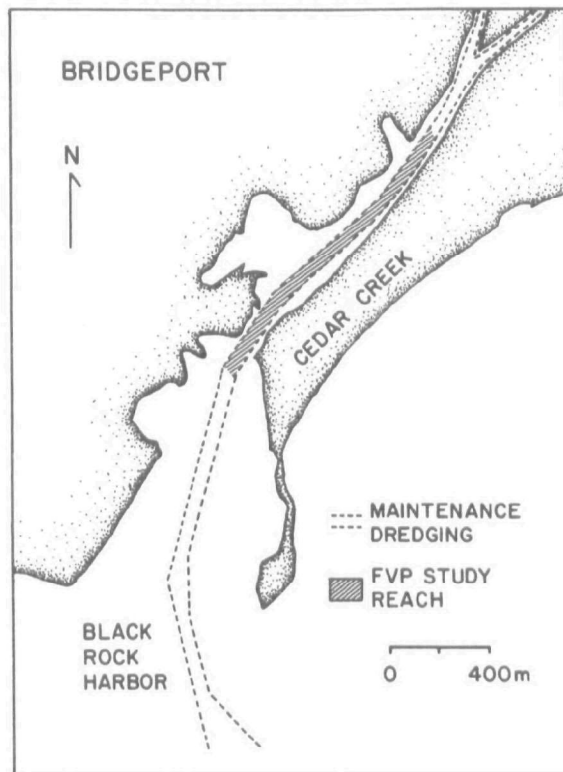 BRIDGEPORT
N
CEDAR CREEK
MAINTENANCE
DREDGING
FVP STUDY
REACH
BLACK
ROCK
HARBOR
0 400m